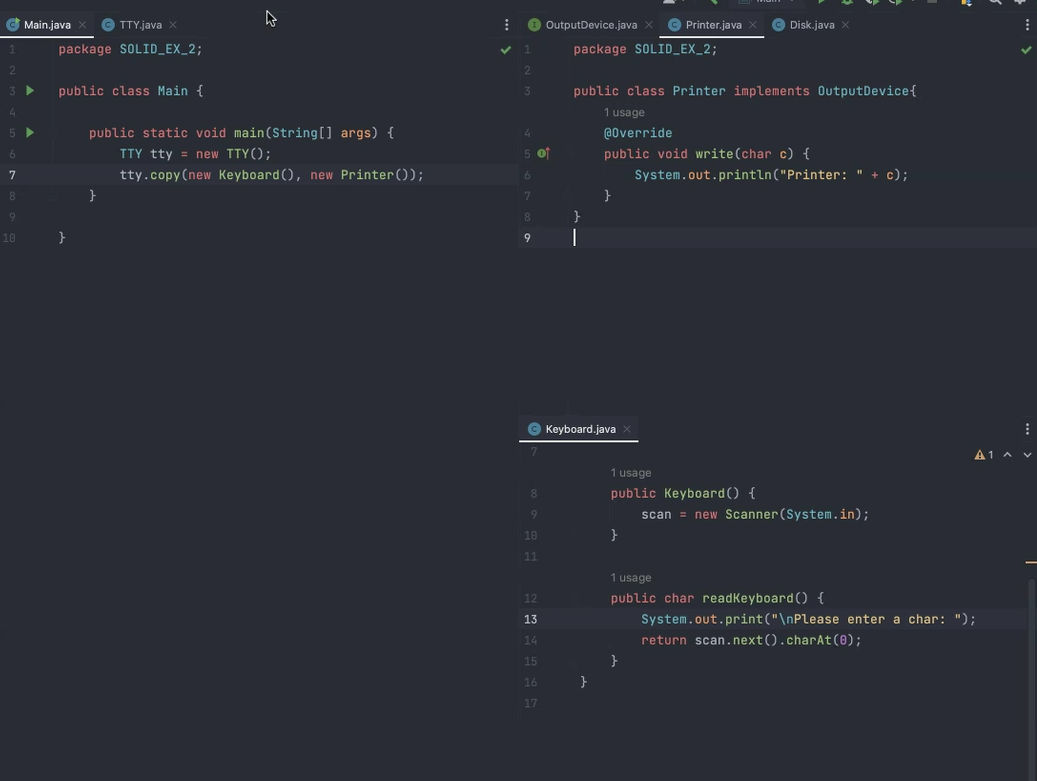 Main.java
TTY.java
1 package SOLID_EX_2;
2
3 public class Main {
4
5 public static void main(String[] args) {
6 TTY tty = new TTY();
7 tty.copy(new Keyboard(), new Printer());
8 }
9
10 }
OutputDevice.java
Printer.java
Disk.java
1 package SOLID_EX_2;
2
3 public class Printer implements OutputDevice{
1 usage
4 @Override
5 public void write(char c) {
6 System.out.println("Printer: " + c);
7 }
8 }
9
Keyboard.java
7
1
1 usage
8 public Keyboard() {
9 scan = new Scanner(System.in);
10 }
11
1 usage
12 public char readKeyboard() {
13 System.out.print("\nPlease enter a char: ");
14 return scan.next().charAt(0);
15 }
16 }
17